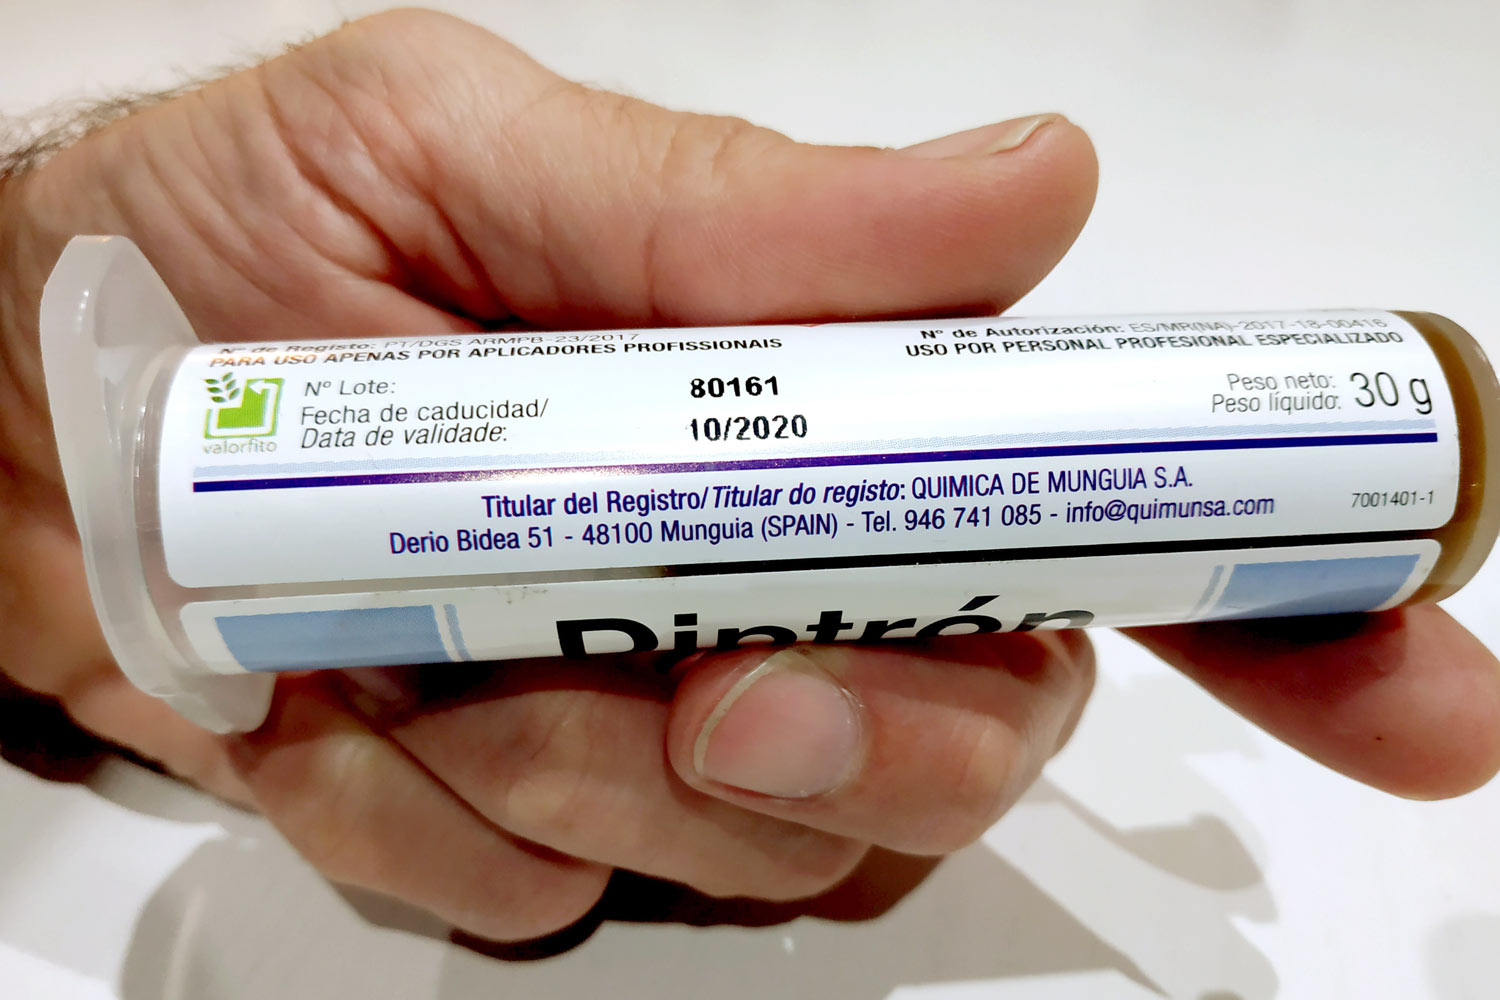 Nº de Registo: PT/DGS ARMPB-23/2017
PARA USO APENAS POR APLICADORES PROFISSIONAIS
Nº de Autorización: ES/MR(NA)-2017-18-00416
USO POR PERSONAL PROFESIONAL ESPECIALIZADO
valorfito
Nº Lote: 80161
Fecha de caducidad/
Data de validade: 10/2020
Peso neto:
Peso líquido: 30 g
Titular del Registro/Titular do registo: QUIMICA DE MUNGUIA S.A.
Derio Bidea 51 - 48100 Munguia (SPAIN) - Tel. 946 741 085 - info@quimunsa.com
7001401-1